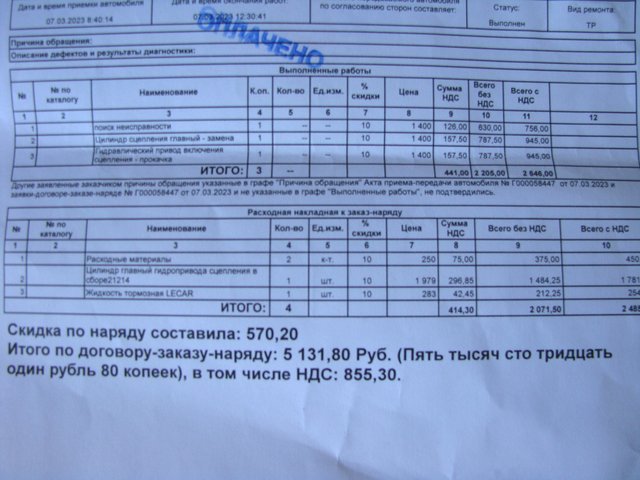 Дата и время приемки автомобиля
Дата и время окончания работ:
по согласованию сторон составляет:
Статус:
Вид ремонта:
07.03.2023 8:40:14
07.03.2023 12:30:41
Выполнен
ТР
ОПЛАЧЕНО
Причина обращения:
Описание дефектов и результаты диагностики:
Выполненные работы
№ № по каталогу Наименование К.оп. Кол-во Ед.изм. % скидки Цена Сумма НДС Всего без НДС Всего с НДС
1 2 3 4 5 6 7 8 9 10 11 12
1 поиск неисправности 1 -- -- 10 1 400 126,00 630,00 756,00
2 Цилиндр сцепления главный - замена 1 -- -- 10 1 400 157,50 787,50 945,00
3 Гидравлический привод включения сцепления - прокачка 1 -- -- 10 1 400 157,50 787,50 945,00
ИТОГО: 3 -- 441,00 2 205,00 2 646,00
Другие заявленные заказчиком причины обращения указанные в графе "Причина обращения" Акта приема-передачи автомобиля № Г000058447 от 07.03.2023 и
заявки-договоре-заказе-наряде № Г000058447 от 07.03.2023 и не указанные в графе "Выполненные работы", не подтвердились.
Расходная накладная к заказ-наряду
№ № по каталогу Наименование Кол-во Ед.изм. % скидки Цена Сумма НДС Всего без НДС Всего с НДС
1 2 3 4 5 6 7 8 9 10
1 Расходные материалы 2 к-т. 10 250 75,00 375,00 450
2 Цилиндр главный гидропривода сцепления в сборе21214 1 шт. 10 1 979 296,85 1 484,25 1 781
3 Жидкость тормозная LECAR 1 шт. 10 283 42,45 212,25 254
ИТОГО: 4 414,30 2 071,50 2 485
Скидка по наряду составила: 570,20
Итого по договору-заказу-наряду: 5 131,80 Руб. (Пять тысяч сто тридцать
один рубль 80 копеек), в том числе НДС: 855,30.